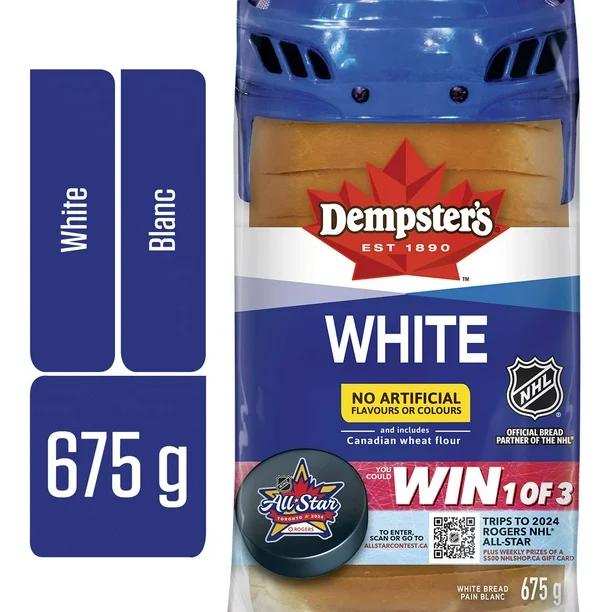 White
Blanc
675 g
Dempster's
EST 1890
TM
WHITE
NO ARTIFICIAL
FLAVOURS OR COLOURS
and includes
Canadian wheat flour
NHL
®
OFFICIAL BREAD
PARTNER OF THE NHL®
YOU
COULD
WIN 1 OF 3
NHL
All★Star
TORONTO ★ 2024
ROGERS
TO ENTER,
SCAN OR GO TO
ALLSTARCONTEST.CA
TRIPS TO 2024
ROGERS NHL®
ALL-STAR
PLUS WEEKLY PRIZES OF A
$500 NHLSHOP.CA GIFT CARD
WHITE BREAD
PAIN BLANC
675 g